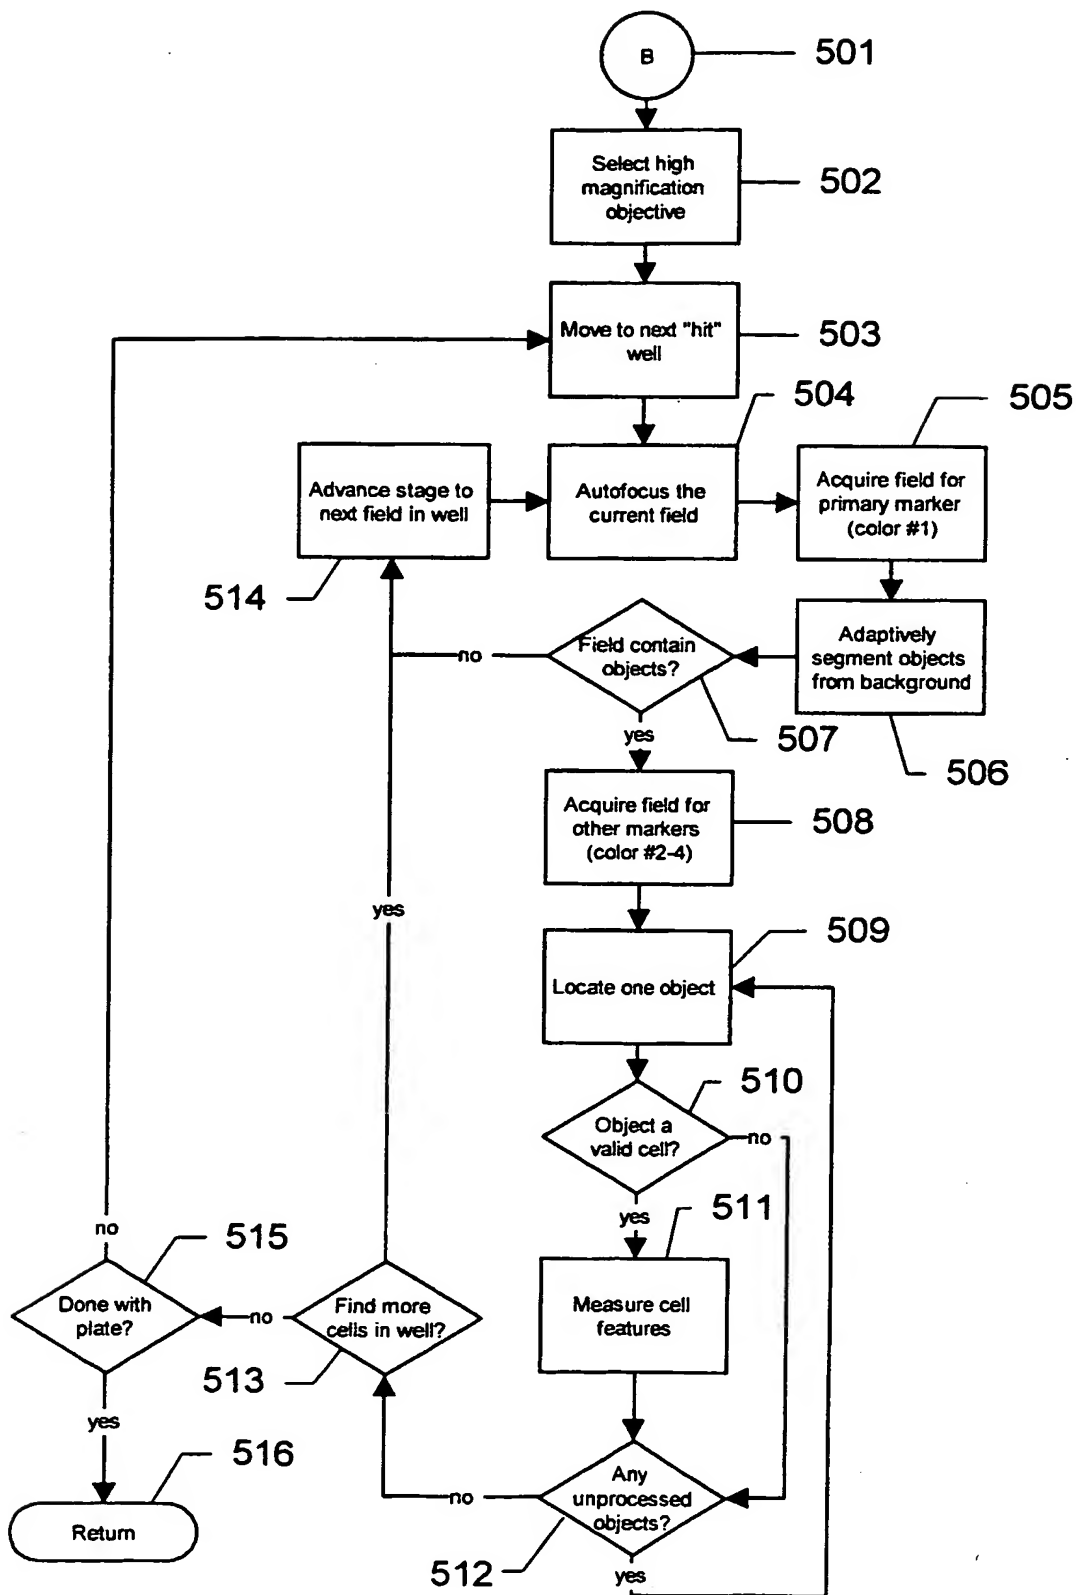 B
501
Select high
magnification
objective
502
Move to next "hit"
well
503
504
505
Advance stage to
next field in well
Autofocus the
current field
Acquire field for
primary marker
(color #1)
514
Field contain
objects?
no
Adaptively
segment objects
from background
yes
507
506
Acquire field for
other markers
(color #2-4)
508
yes
509
Locate one object
510
Object a
valid cell?
no
yes
511
no
515
Done with
plate?
no
Find more
cells in well?
Measure cell
features
513
yes
516
Return
no
Any
unprocessed
objects?
512
yes